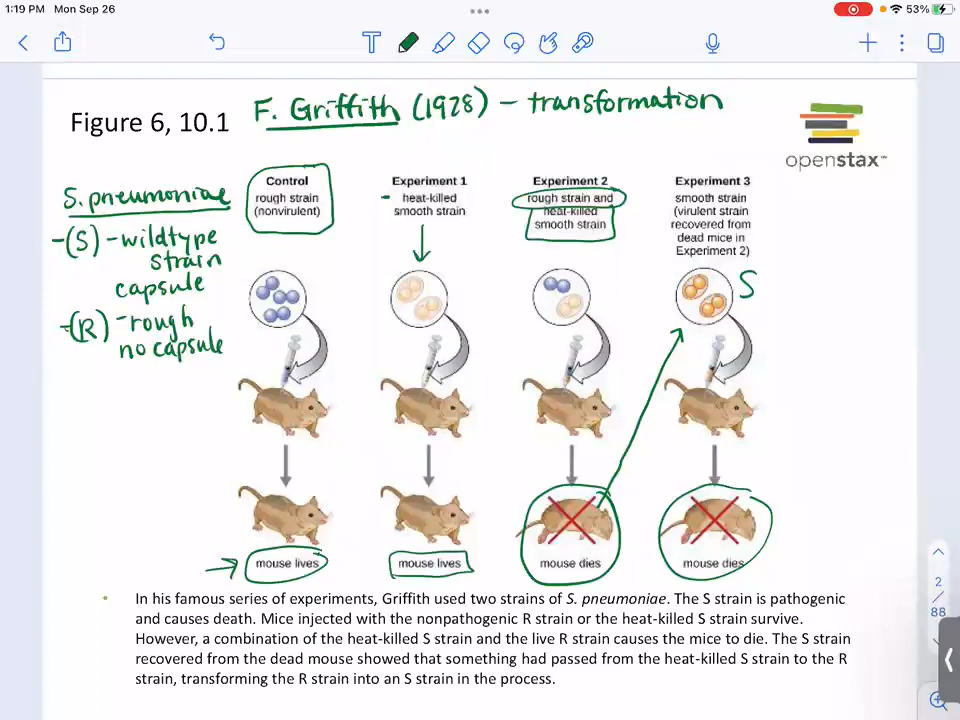 1:19 PM Mon Sep 26
53%
T
F. Griffith (1928) - transformation
Figure 6, 10.1
openstax™
S. pneumoniae
-(S) - wildtype
strain
capsule
-(R) - rough
no capsule
Control
rough strain
(nonvirulent)
Experiment 1
- heat-killed
smooth strain
Experiment 2
rough strain and
heat-killed
smooth strain
Experiment 3
smooth strain
(virulent strain
recovered from
dead mice in
Experiment 2)
S
mouse lives
mouse lives
mouse dies
mouse dies
• In his famous series of experiments, Griffith used two strains of S. pneumoniae. The S strain is pathogenic
and causes death. Mice injected with the nonpathogenic R strain or the heat-killed S strain survive.
However, a combination of the heat-killed S strain and the live R strain causes the mice to die. The S strain
recovered from the dead mouse showed that something had passed from the heat-killed S strain to the R
strain, transforming the R strain into an S strain in the process.
2
/
88